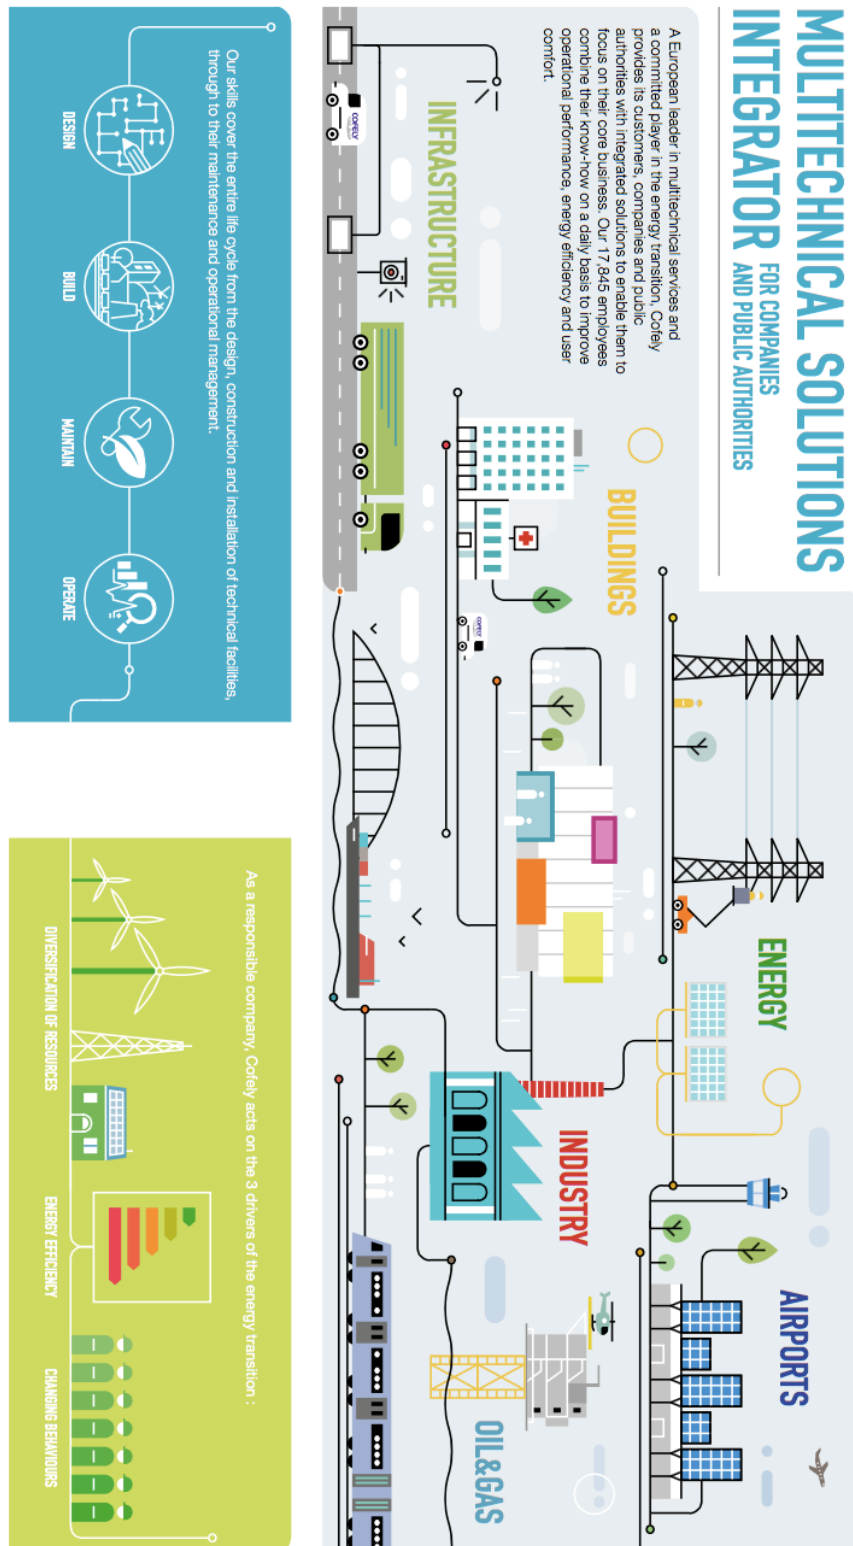 MULTITECHNICAL SOLUTIONS
INTEGRATOR FOR COMPANIES
AND PUBLIC AUTHORITIES
A European leader in multitechnical services and
a committed player in the energy transition, Cofely
provides its customers, companies and public
authorities with integrated solutions to enable them to
focus on their core business. Our 17,845 employees
combine their know-how on a daily basis to improve
operational performance, energy efficiency and user
comfort.
INFRASTRUCTURE
BUILDINGS
ENERGY
INDUSTRY
AIRPORTS
OIL&GAS
COFELY
COFELY
Our skills cover the entire life cycle from the design, construction and installation of technical facilities,
through to their maintenance and operational management.
DESIGN
BUILD
MAINTAIN
OPERATE
As a responsible company, Cofely acts on the 3 drivers of the energy transition :
DIVERSIFICATION OF RESOURCES
ENERGY EFFICIENCY
CHANGING BEHAVIOURS